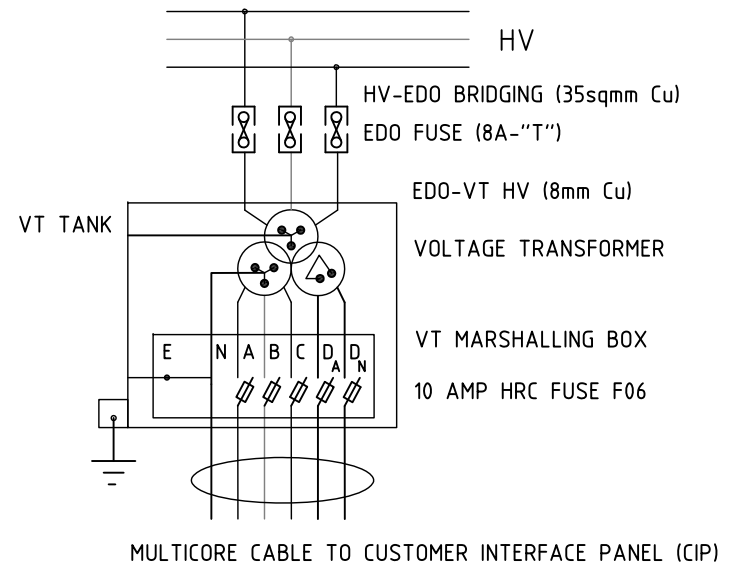 HV
HV-EDO BRIDGING (35sqmm Cu)
EDO FUSE (8A-"T")
EDO-VT HV (8mm Cu)
VT TANK
VOLTAGE TRANSFORMER
VT MARSHALLING BOX
E N A B C DA DN
10 AMP HRC FUSE F06
MULTICORE CABLE TO CUSTOMER INTERFACE PANEL (CIP)